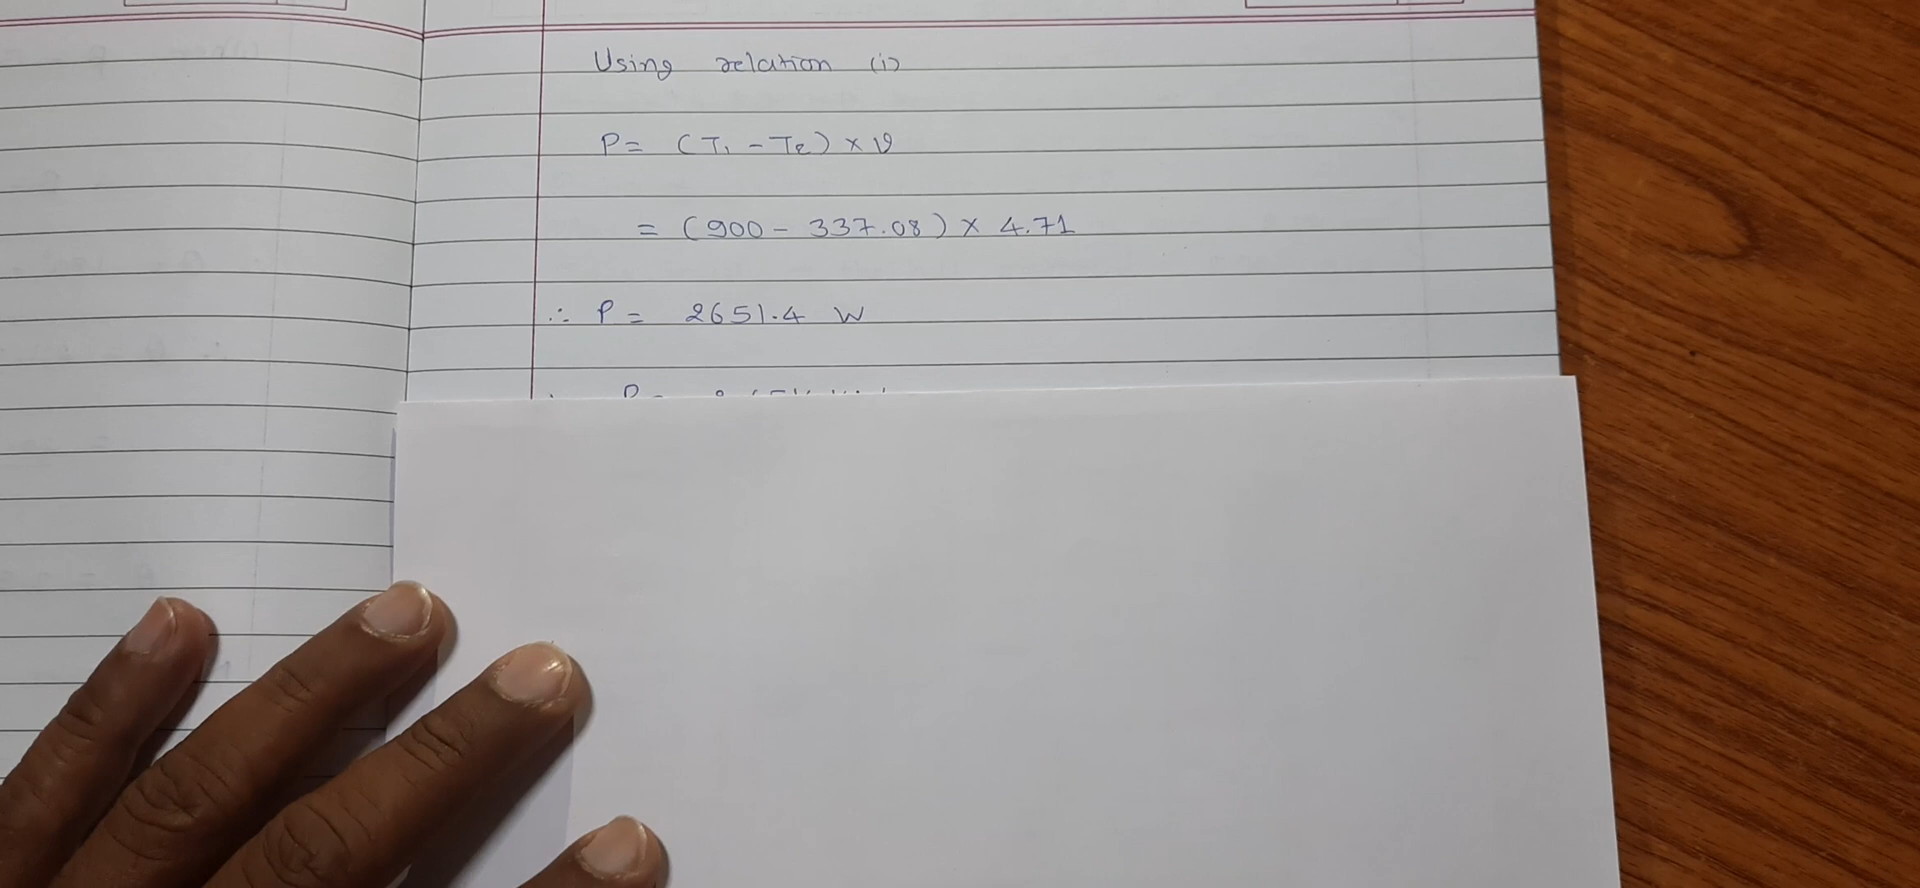 Using relation (i)
P = (T₁ - T₂) × v
= (900 - 337.08) × 4.71
∴ P = 2651.4 W